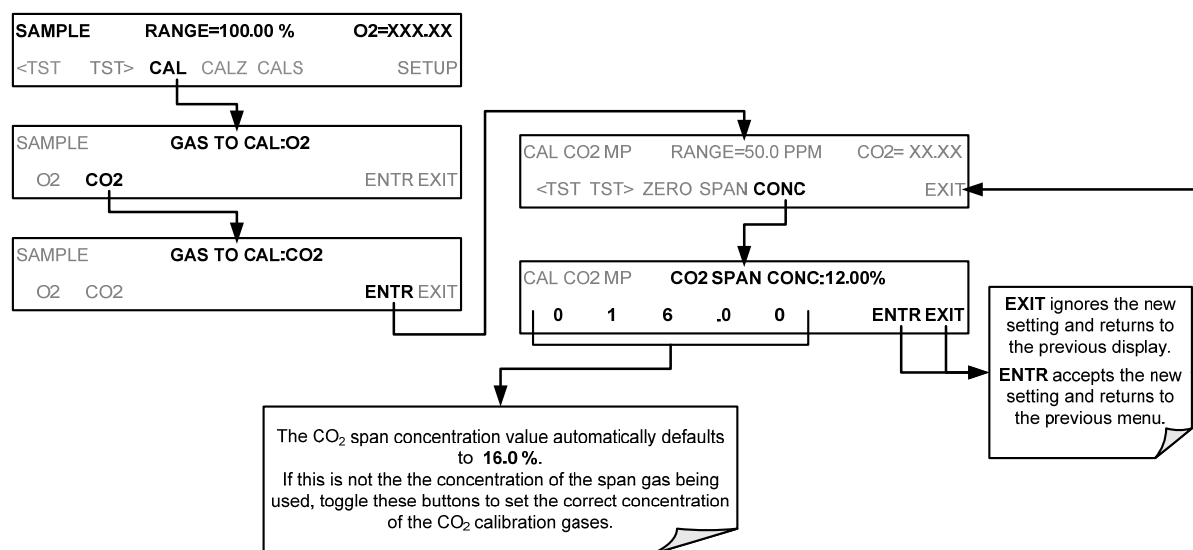 SAMPLE RANGE=100.00 % O2=XXX.XX
<TST TST> CAL CALZ CALS SETUP
SAMPLE GAS TO CAL:O2
O2 CO2 ENTR EXIT
SAMPLE GAS TO CAL:CO2
O2 CO2 ENTR EXIT
CAL CO2 MP RANGE=50.0 PPM CO2= XX.XX
<TST TST> ZERO SPAN CONC EXIT
CAL CO2 MP CO2 SPAN CONC:12.00%
0 1 6 .0 0 ENTR EXIT
EXIT ignores the new
setting and returns to
the previous display.
ENTR accepts the new
setting and returns to
the previous menu.
The CO₂ span concentration value automatically defaults
to 16.0 %.
If this is not the the concentration of the span gas being
used, toggle these buttons to set the correct concentration
of the CO₂ calibration gases.